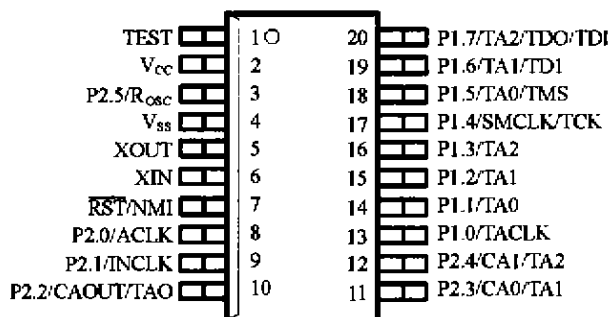 TEST 1 20 P1.7/TA2/TDO/TDI
V_CC 2 19 P1.6/TA1/TD1
P2.5/R_OSC 3 18 P1.5/TA0/TMS
V_SS 4 17 P1.4/SMCLK/TCK
XOUT 5 16 P1.3/TA2
XIN 6 15 P1.2/TA1
RST/NMI 7 14 P1.1/TA0
P2.0/ACLK 8 13 P1.0/TACLK
P2.1/INCLK 9 12 P2.4/CA1/TA2
P2.2/CAOUT/TAO 10 11 P2.3/CA0/TA1